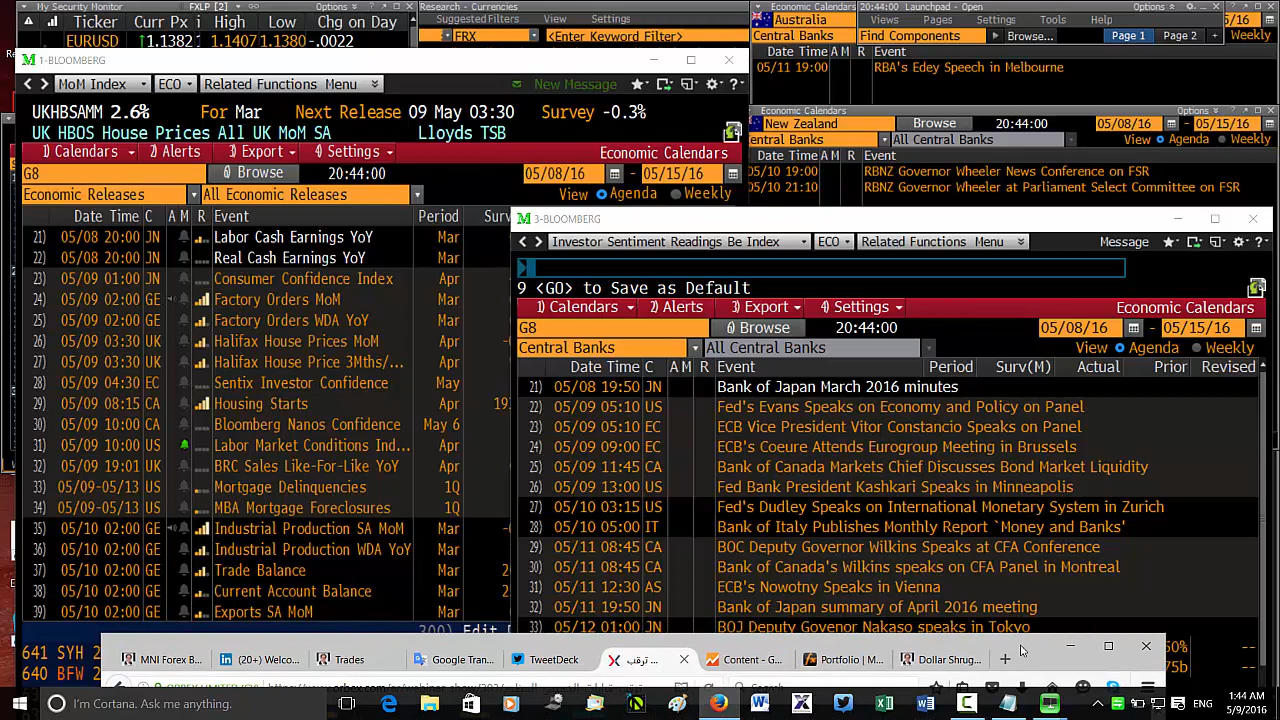 My Security Monitor
FXLP [2]
Options
Ticker Curr Px High Low Chg on Day
EURUSD ↑1.1382 1.1407 1.1380 -.0022
Research - Currencies
Suggested Filters View Settings
FRX <Enter Keyword Filter>
Economic Calendars
Australia
Central Banks
Date Time A M R Event
05/11 19:00 RBA's Edey Speech in Melbourne
20:44:00 Launchpad - Open Options
Views Pages Settings Tools Help
Find Components Browse... Page 1 Page 2 +
Weekly
Economic Calendars Options
New Zealand Browse 20:44:00 05/08/16 - 05/15/16
Central Banks All Central Banks View Agenda Weekly
Date Time A M R Event
05/10 19:00 RBNZ Governor Wheeler News Conference on FSR
05/10 21:10 RBNZ Governor Wheeler at Parliament Select Committee on FSR
1-BLOOMBERG
MoM Index ECO Related Functions Menu New Message
UKHBSAMM 2.6% For Mar Next Release 09 May 03:30 Survey -0.3%
UK HBOS House Prices All UK MoM SA Lloyds TSB
1) Calendars 2) Alerts 3) Export 4) Settings Economic Calendars
G8 Browse 20:44:00 05/08/16 - 05/15/16
Economic Releases All Economic Releases View Agenda Weekly
Date Time C A M R Event Period
21) 05/08 20:00 JN Labor Cash Earnings YoY Mar
22) 05/08 20:00 JN Real Cash Earnings YoY Mar
23) 05/09 01:00 JN Consumer Confidence Index Apr
24) 05/09 02:00 GE Factory Orders MoM Mar
25) 05/09 02:00 GE Factory Orders WDA YoY Mar
26) 05/09 03:30 UK Halifax House Prices MoM Apr
27) 05/09 03:30 UK Halifax House Price 3Mths/... Apr
28) 05/09 04:30 EC Sentix Investor Confidence May
29) 05/09 08:15 CA Housing Starts Apr
30) 05/09 10:00 CA Bloomberg Nanos Confidence May 6
31) 05/09 10:00 US Labor Market Conditions Ind... Apr
32) 05/09 19:01 UK BRC Sales Like-For-Like YoY Apr
33) 05/09-05/13 US Mortgage Delinquencies 1Q
34) 05/09-05/13 US MBA Mortgage Foreclosures 1Q
35) 05/10 02:00 GE Industrial Production SA MoM Mar
36) 05/10 02:00 GE Industrial Production WDA YoY Mar
37) 05/10 02:00 GE Trade Balance Mar
38) 05/10 02:00 GE Current Account Balance Mar
39) 05/10 02:00 GE Exports SA MoM Mar
3-BLOOMBERG
Investor Sentiment Readings Be Index ECO Related Functions Menu Message
9 <GO> to Save as Default
1) Calendars 2) Alerts 3) Export 4) Settings Economic Calendars
G8 Browse 20:44:00 05/08/16 - 05/15/16
Central Banks All Central Banks View Agenda Weekly
Date Time C A M R Event Period Surv(M) Actual Prior Revised
21) 05/08 19:50 JN Bank of Japan March 2016 minutes
22) 05/09 05:10 US Fed's Evans Speaks on Economy and Policy on Panel
23) 05/09 05:10 EC ECB Vice President Vitor Constancio Speaks on Panel
24) 05/09 09:00 EC ECB's Coeure Attends Eurogroup Meeting in Brussels
25) 05/09 11:45 CA Bank of Canada Markets Chief Discusses Bond Market Liquidity
26) 05/09 13:00 US Fed Bank President Kashkari Speaks in Minneapolis
27) 05/10 03:15 US Fed's Dudley Speaks on International Monetary System in Zurich
28) 05/10 05:00 IT Bank of Italy Publishes Monthly Report `Money and Banks'
29) 05/11 08:45 CA BOC Deputy Governor Wilkins Speaks at CFA Conference
30) 05/11 08:45 CA Bank of Canada's Wilkins speaks on CFA Panel in Montreal
31) 05/11 12:30 AS ECB's Nowotny Speaks in Vienna
32) 05/11 19:50 JN Bank of Japan summary of April 2016 meeting
33) 05/12 01:00 JN BOJ Deputy Govenor Nakaso speaks in Tokyo
641 SYH
640 BFW
MNI Forex B... (20+) Welco... Trades Google Tran... TweetDeck ترقب ... Content - G... Portfolio | M... Dollar Shrug...
I'm Cortana. Ask me anything.
ENG
1:44 AM
5/9/2016